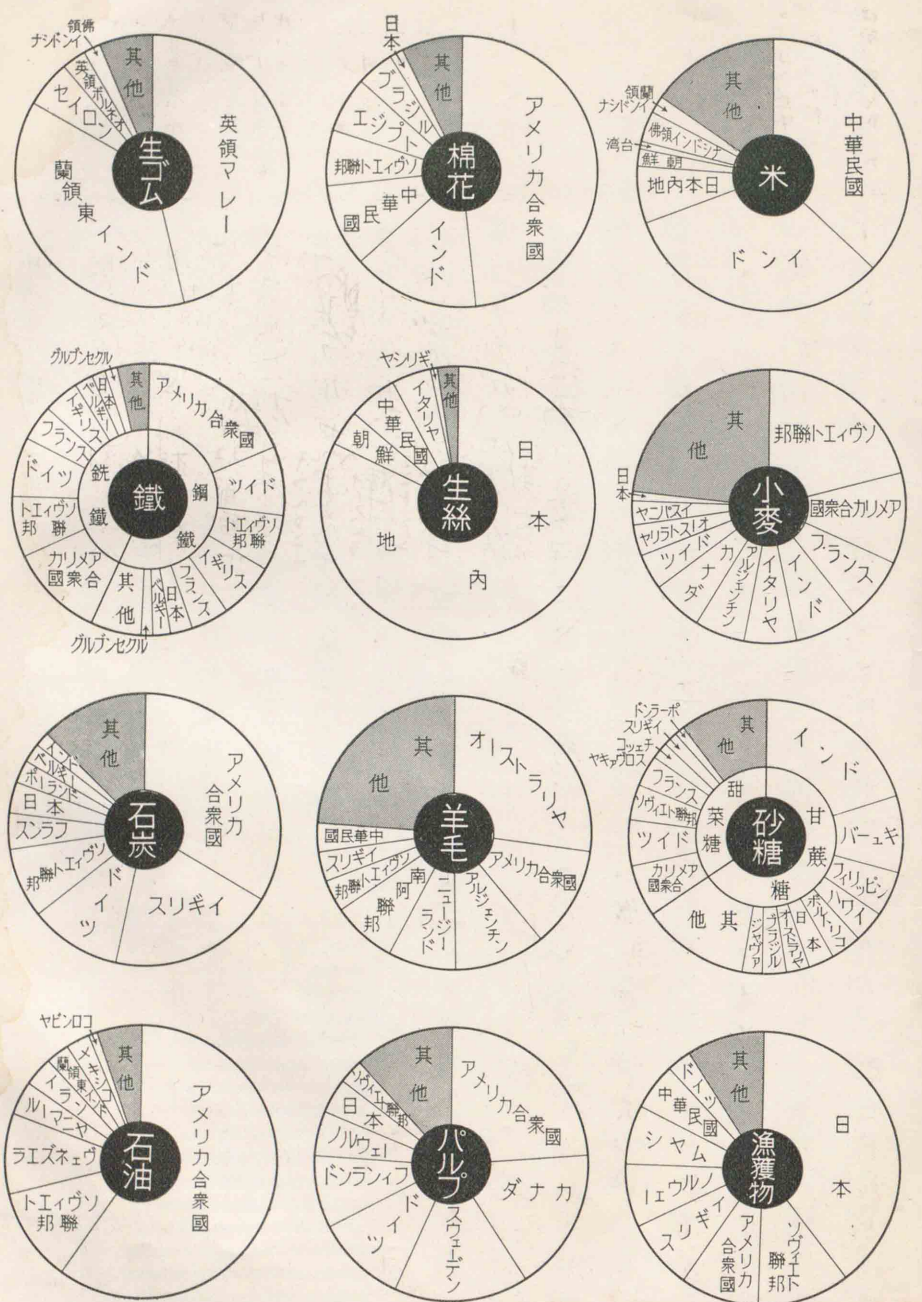 生ゴム
英領マレー
蘭領東インド
セイロン
英領ボルネオ
佛領インドシナ
其他
棉花
アメリカ合衆國
インド
中華民國
ソヴィエト聯邦
エジプト
ブラジル
日本
其他
米
中華民國
インド
日本内地
朝鮮
台湾
佛領インドシナ
蘭領インドシナ
其他
鐵
鋼鐵
アメリカ合衆國
ドイツ
ソヴィエト聯邦
イギリス
フランス
日本
ベルギー
ルクセンブルグ
其他
銑鐵
アメリカ合衆國
ソヴィエト聯邦
ドイツ
フランス
イギリス
ベルギー
日本
ルクセンブルグ
其他
生絲
日本内地
朝鮮
中華民國
イタリヤ
ギリシヤ
其他
小麥
ソヴィエト聯邦
アメリカ合衆國
フランス
インド
イタリヤ
アルジェンチン
カナダ
ドイツ
オーストラリヤ
イスパニヤ
日本
其他
石炭
アメリカ合衆國
イギリス
ドイツ
ソヴィエト聯邦
フランス
日本
ポーランド
ベルギー
インド
其他
羊毛
オーストラリヤ
アメリカ合衆國
アルジェンチン
ニュージーランド
南阿聯邦
ソヴィエト聯邦
イギリス
中華民國
其他
砂糖
甘蔗糖
インド
キューバ
フィリッピン
ハワイ
ポルトリコ
日本
オーストラリヤ
ブラジル
ジャヴァ
其他
甜菜糖
アメリカ合衆國
ドイツ
ソヴィエト聯邦
フランス
チェッコスロヴァキヤ
イギリス
ポーランド
其他
石油
アメリカ合衆國
ソヴィエト聯邦
ヴェネズエラ
ルーマニヤ
イラン
蘭領東インド
メキシコ
コロンビヤ
其他
パルプ
アメリカ合衆國
カナダ
スウェーデン
ドイツ
フィンランド
ノルウェー
日本
ソヴィエト聯邦
其他
漁獲物
日本
ソヴィエト聯邦
アメリカ合衆國
イギリス
ノルウェー
シャム
中華民國
ドイツ
其他